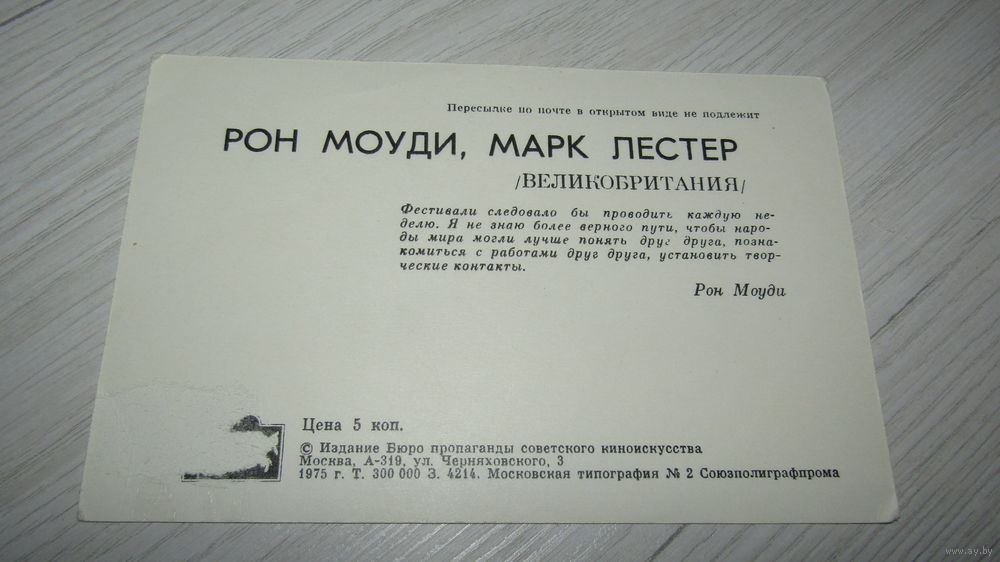 Пересылке по почте в открытом виде не подлежит
РОН МОУДИ, МАРК ЛЕСТЕР
/ВЕЛИКОБРИТАНИЯ/
Фестивали следовало бы проводить каждую не-
делю. Я не знаю более верного пути, чтобы наро-
ды мира могли лучше понять друг друга, позна-
комиться с работами друг друга, установить твор-
ческие контакты.
Рон Моуди
Цена 5 коп.
© Издание Бюро пропаганды советского киноискусства
Москва, А-319, ул. Черняховского, 3
1975 г. Т. 300 000 З. 4214. Московская типография № 2 Союзполиграфпрома
www.ay.by